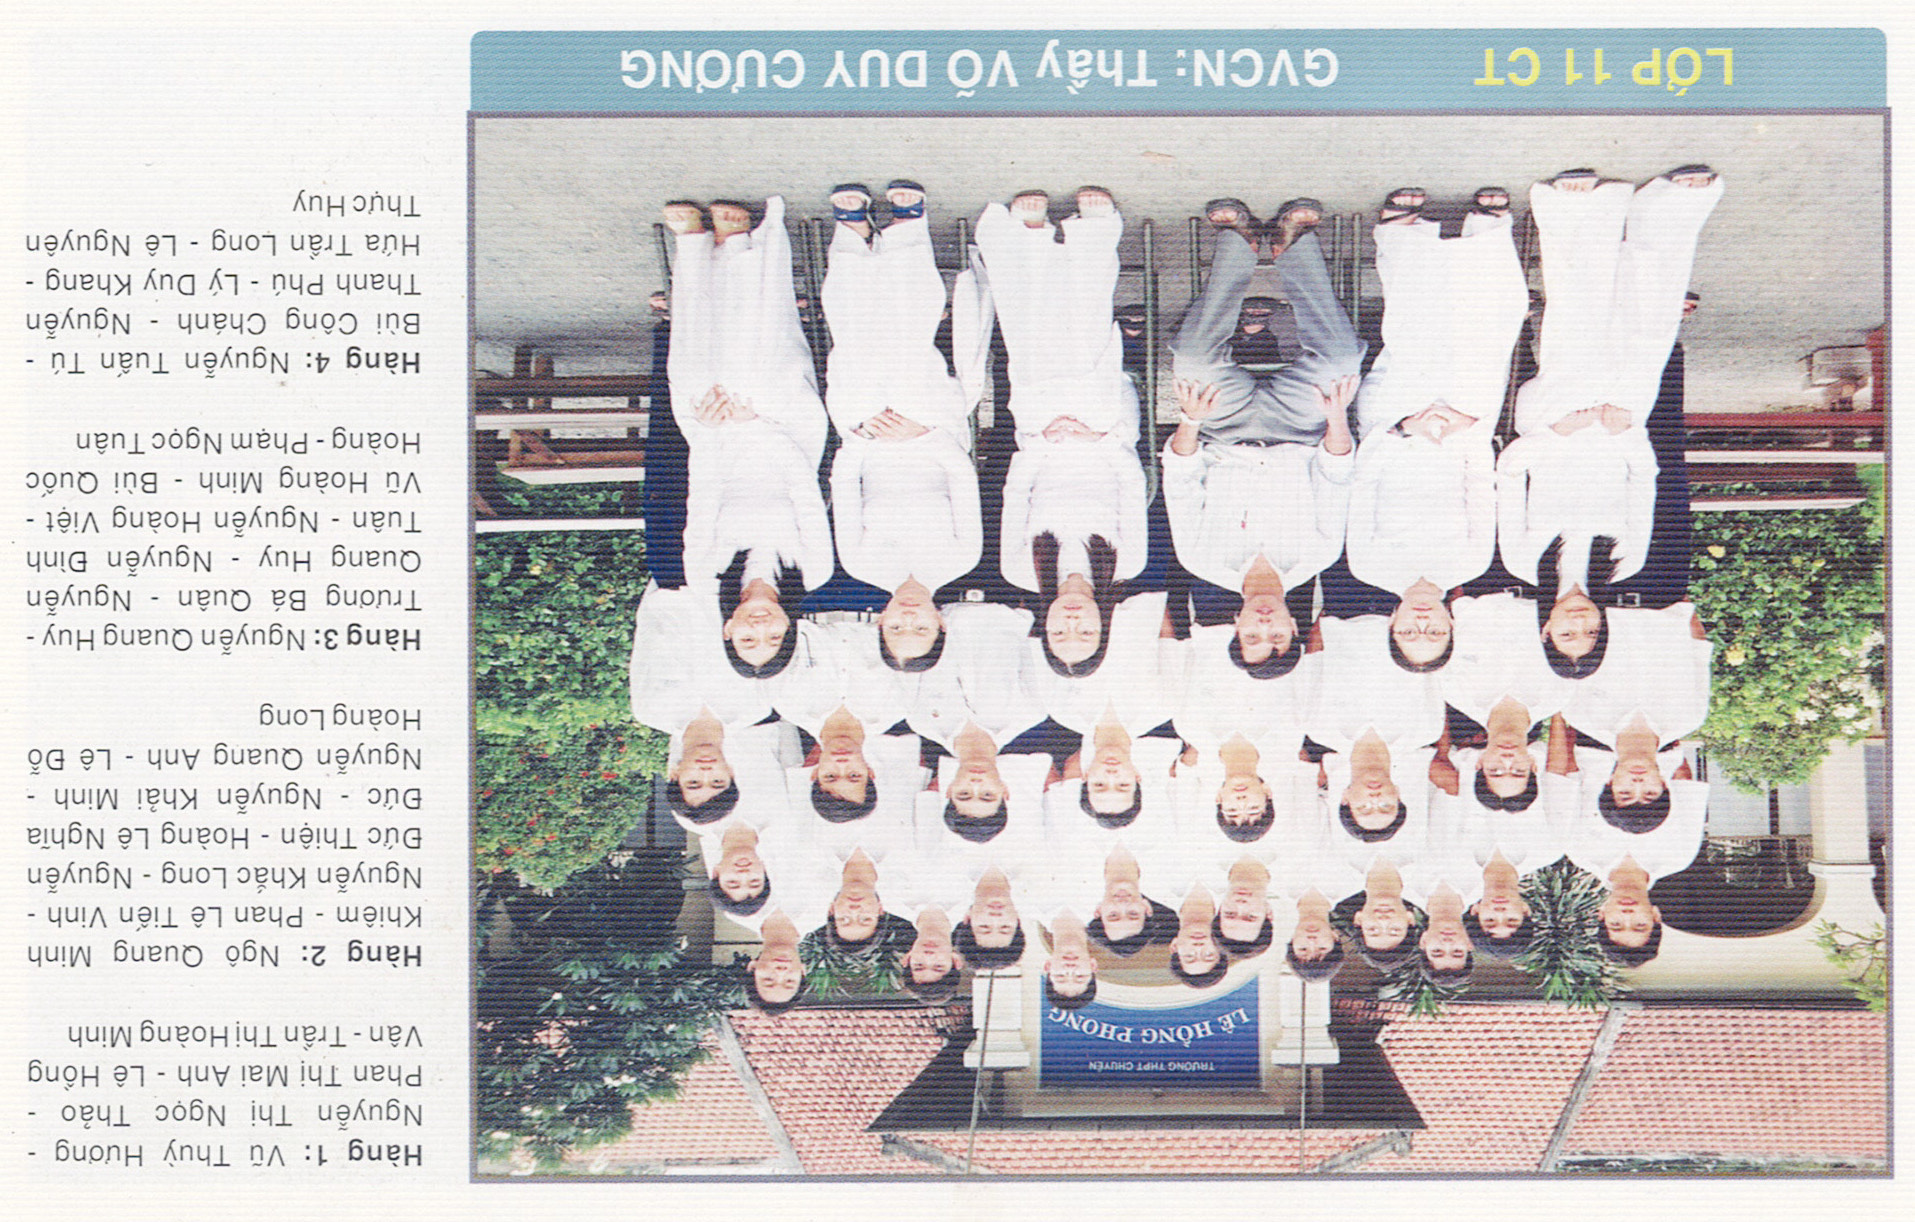 TRƯỜNG THPT CHUYÊN
LÊ HỒNG PHONG
LỚP 11 CT
GVCN: Thầy VÕ DUY CƯƠNG
Hàng 1: Vũ Thuỳ Hương -
Nguyễn Thị Ngọc Thảo -
Phan Thị Mai Anh - Lê Hồng
Vân - Trần Thị Hoàng Minh
Hàng 2: Ngô Quang Minh
Khiêm - Phan Lê Tiến Vinh -
Nguyễn Khắc Long - Nguyễn
Đức Thiện - Hoàng Lê Nghĩa
Đức - Nguyễn Khải Minh -
Nguyễn Quang Anh - Lê Đỗ
Hoàng Long
Hàng 3: Nguyễn Quang Huy -
Trương Bá Quân - Nguyễn
Quang Huy - Nguyễn Đình
Tuân - Nguyễn Hoàng Việt -
Vũ Hoàng Minh - Bùi Quốc
Hoàng - Phạm Ngọc Tuân
Hàng 4: Nguyễn Tuấn Tú -
Bùi Công Chánh - Nguyễn
Thanh Phú - Lý Duy Khang -
Hứa Trần Long - Lê Nguyên
Thực Huy